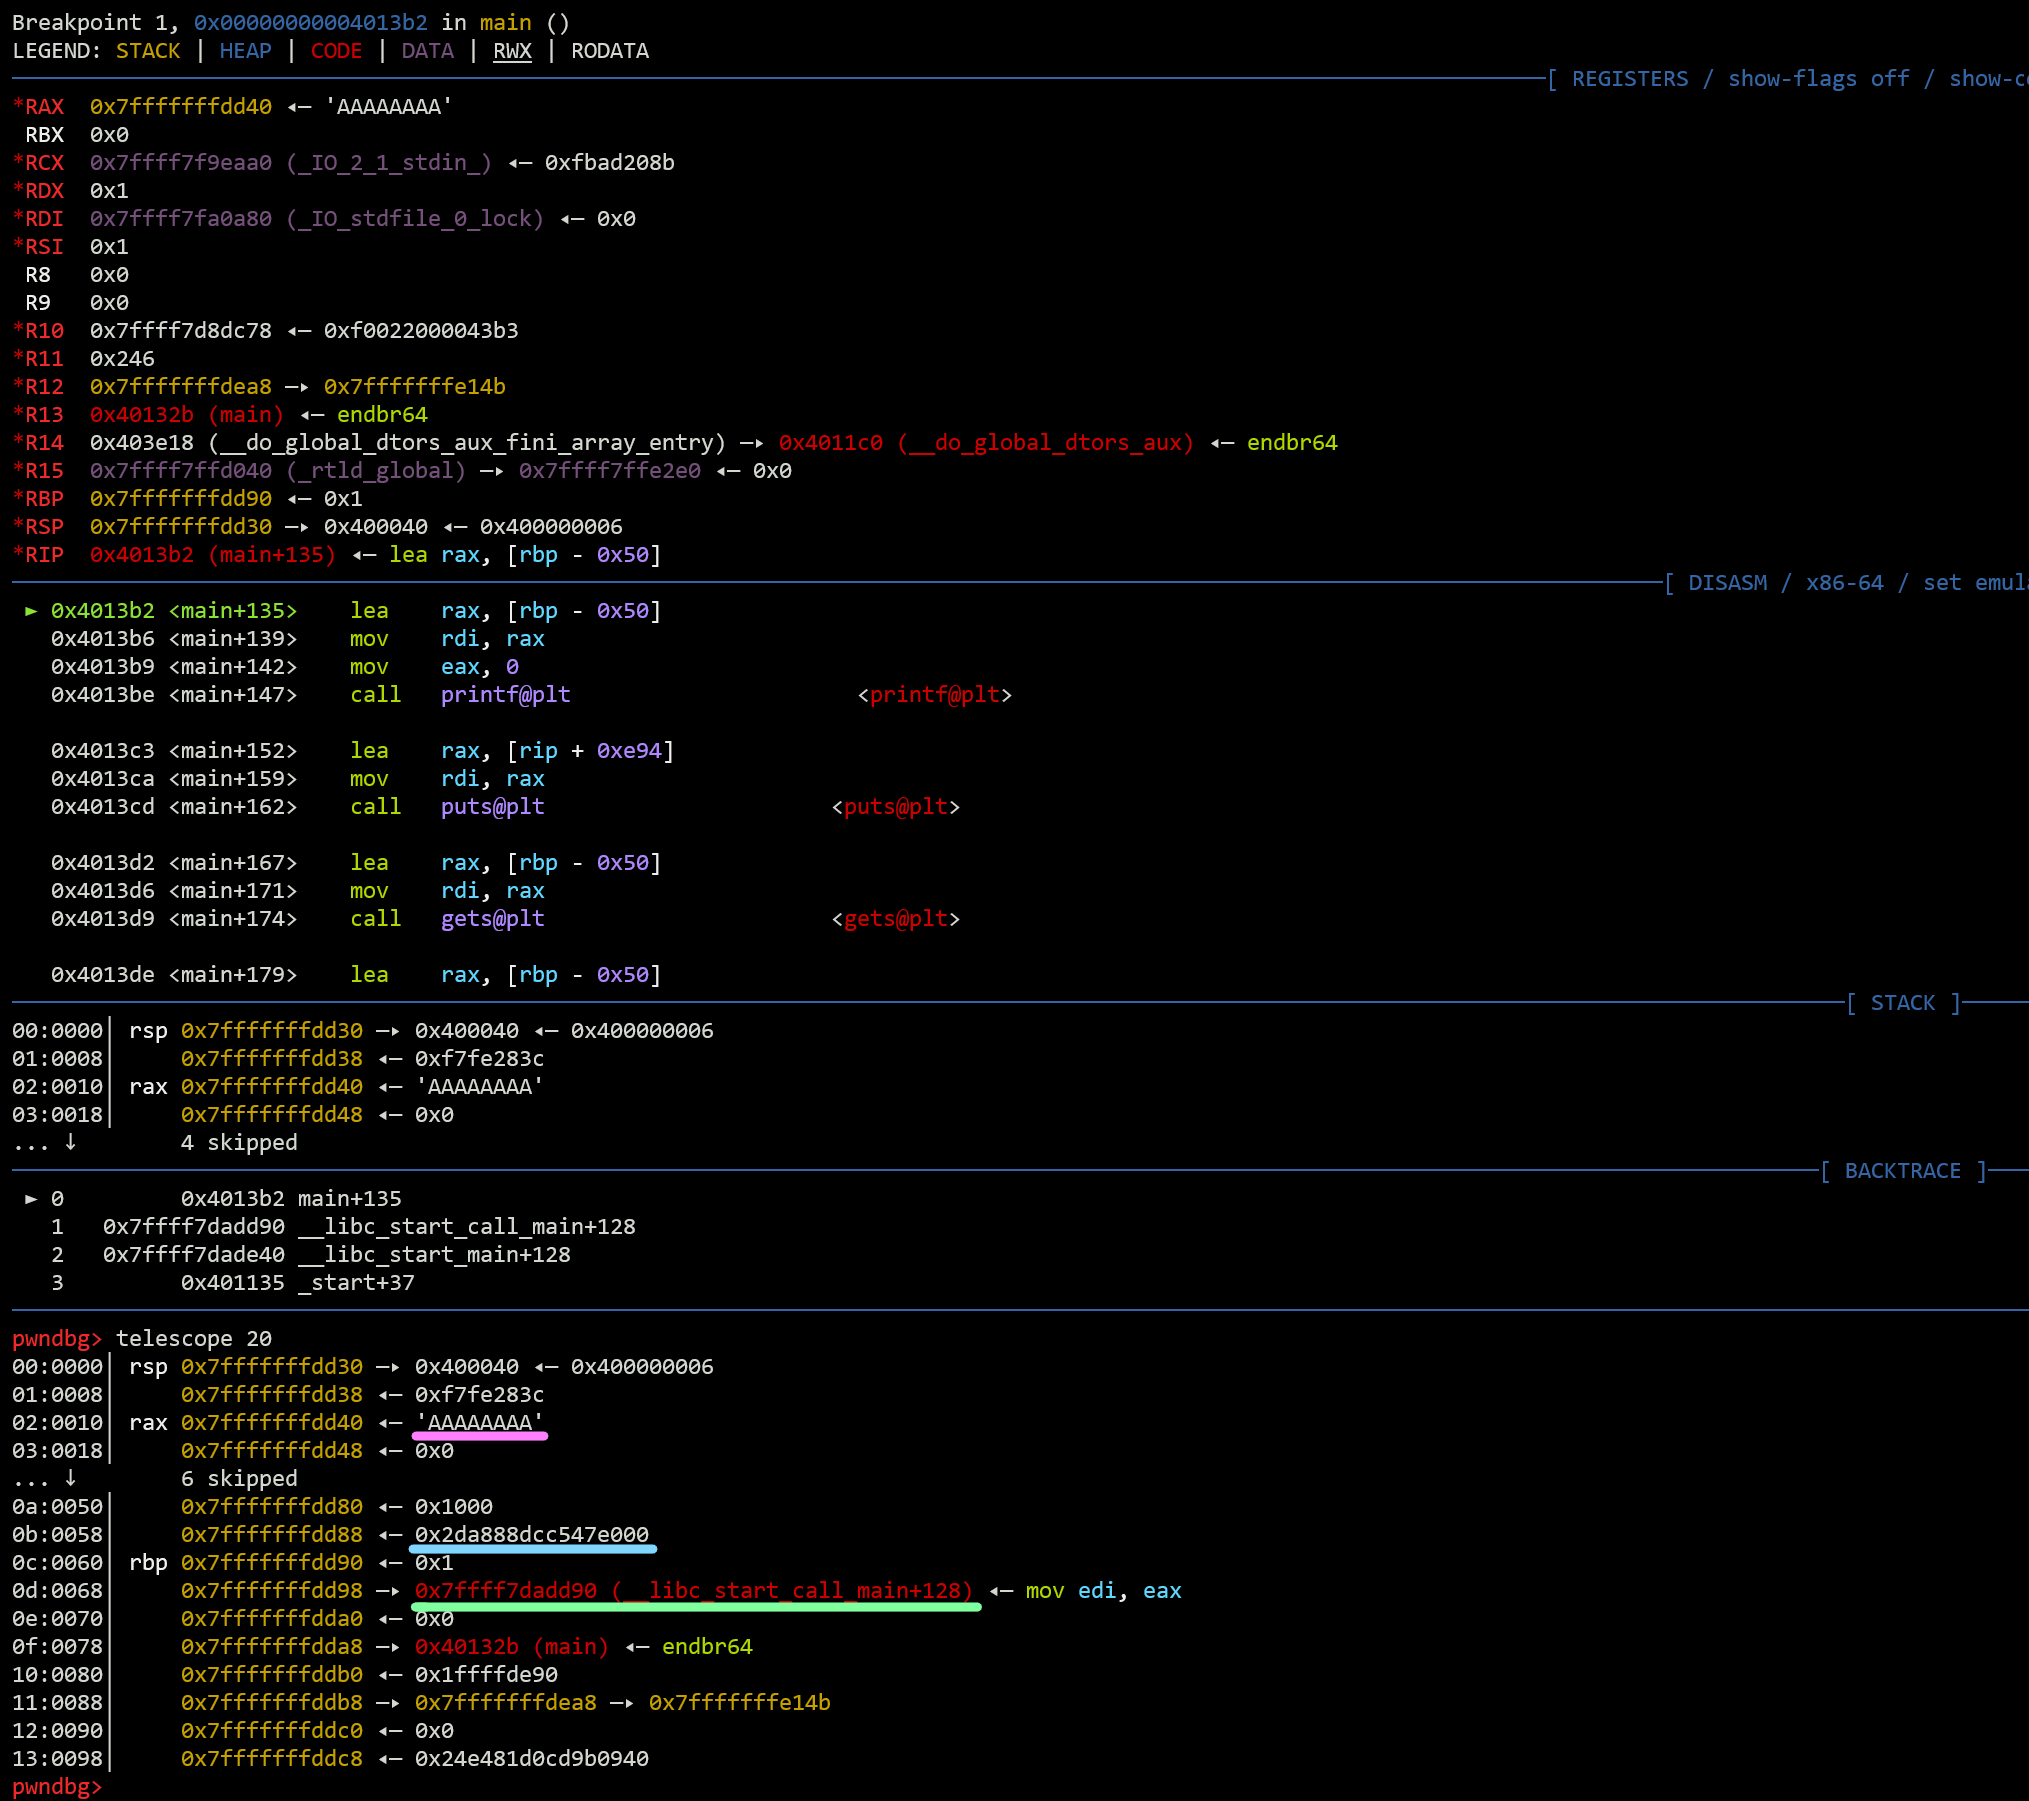 Breakpoint 1, 0x00000000004013b2 in main ()
LEGEND: STACK | HEAP | CODE | DATA | RWX | RODATA
[ REGISTERS / show-flags off / show-co
*RAX  0x7fffffffdd40 ◂— 'AAAAAAAA'
 RBX  0x0
*RCX  0x7ffff7f9eaa0 (_IO_2_1_stdin_) ◂— 0xfbad208b
*RDX  0x1
*RDI  0x7ffff7fa0a80 (_IO_stdfile_0_lock) ◂— 0x0
*RSI  0x1
 R8   0x0
 R9   0x0
*R10  0x7ffff7d8dc78 ◂— 0xf0022000043b3
*R11  0x246
*R12  0x7fffffffdea8 —▸ 0x7fffffffe14b
*R13  0x40132b (main) ◂— endbr64
*R14  0x403e18 (__do_global_dtors_aux_fini_array_entry) —▸ 0x4011c0 (__do_global_dtors_aux) ◂— endbr64
*R15  0x7ffff7ffd040 (_rtld_global) —▸ 0x7ffff7ffe2e0 ◂— 0x0
*RBP  0x7fffffffdd90 ◂— 0x1
*RSP  0x7fffffffdd30 —▸ 0x400040 ◂— 0x400000006
*RIP  0x4013b2 (main+135) ◂— lea rax, [rbp - 0x50]
[ DISASM / x86-64 / set emula
 ► 0x4013b2 <main+135>    lea    rax, [rbp - 0x50]
   0x4013b6 <main+139>    mov    rdi, rax
   0x4013b9 <main+142>    mov    eax, 0
   0x4013be <main+147>    call   printf@plt                      <printf@plt>
   0x4013c3 <main+152>    lea    rax, [rip + 0xe94]
   0x4013ca <main+159>    mov    rdi, rax
   0x4013cd <main+162>    call   puts@plt                      <puts@plt>
   0x4013d2 <main+167>    lea    rax, [rbp - 0x50]
   0x4013d6 <main+171>    mov    rdi, rax
   0x4013d9 <main+174>    call   gets@plt                      <gets@plt>
   0x4013de <main+179>    lea    rax, [rbp - 0x50]
[ STACK ]
00:0000│ rsp 0x7fffffffdd30 —▸ 0x400040 ◂— 0x400000006
01:0008│     0x7fffffffdd38 ◂— 0xf7fe283c
02:0010│ rax 0x7fffffffdd40 ◂— 'AAAAAAAA'
03:0018│     0x7fffffffdd48 ◂— 0x0
... ↓        4 skipped
[ BACKTRACE ]
 ► 0         0x4013b2 main+135
   1   0x7ffff7dadd90 __libc_start_call_main+128
   2   0x7ffff7dade40 __libc_start_main+128
   3         0x401135 _start+37
pwndbg> telescope 20
00:0000│ rsp 0x7fffffffdd30 —▸ 0x400040 ◂— 0x400000006
01:0008│     0x7fffffffdd38 ◂— 0xf7fe283c
02:0010│ rax 0x7fffffffdd40 ◂— 'AAAAAAAA'
03:0018│     0x7fffffffdd48 ◂— 0x0
... ↓        6 skipped
0a:0050│     0x7fffffffdd80 ◂— 0x1000
0b:0058│     0x7fffffffdd88 ◂— 0x2da888dcc547e000
0c:0060│ rbp 0x7fffffffdd90 ◂— 0x1
0d:0068│     0x7fffffffdd98 —▸ 0x7ffff7dadd90 (__libc_start_call_main+128) ◂— mov edi, eax
0e:0070│     0x7fffffffdda0 ◂— 0x0
0f:0078│     0x7fffffffdda8 —▸ 0x40132b (main) ◂— endbr64
10:0080│     0x7fffffffddb0 ◂— 0x1ffffde90
11:0088│     0x7fffffffddb8 —▸ 0x7fffffffdea8 —▸ 0x7fffffffe14b
12:0090│     0x7fffffffddc0 ◂— 0x0
13:0098│     0x7fffffffddc8 ◂— 0x24e481d0cd9b0940
pwndbg>